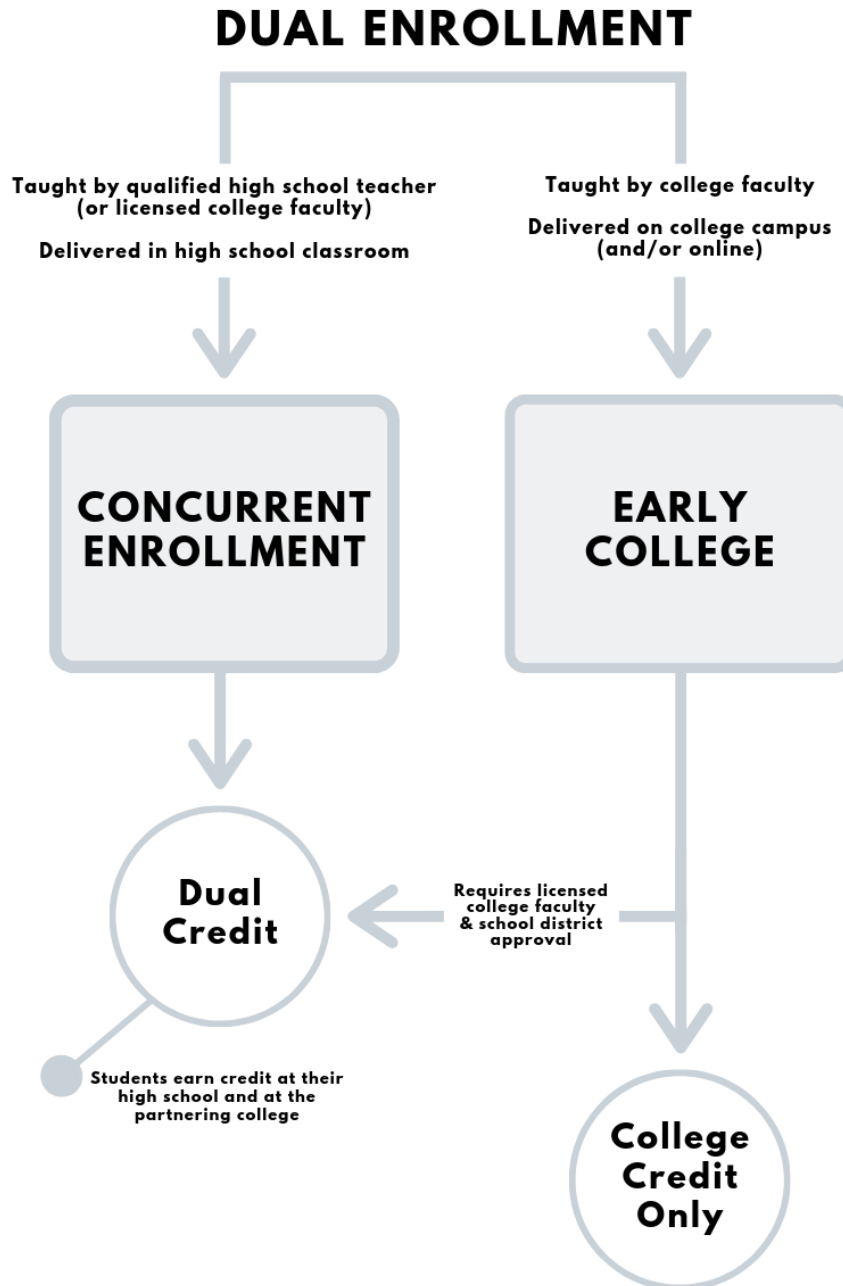 DUAL ENROLLMENT
Taught by qualified high school teacher
(or licensed college faculty)
Delivered in high school classroom
Taught by college faculty
Delivered on college campus
(and/or online)
CONCURRENT
ENROLLMENT
EARLY
COLLEGE
Dual
Credit
Requires licensed
college faculty
& school district
approval
Students earn credit at their
high school and at the
partnering college
College
Credit
Only